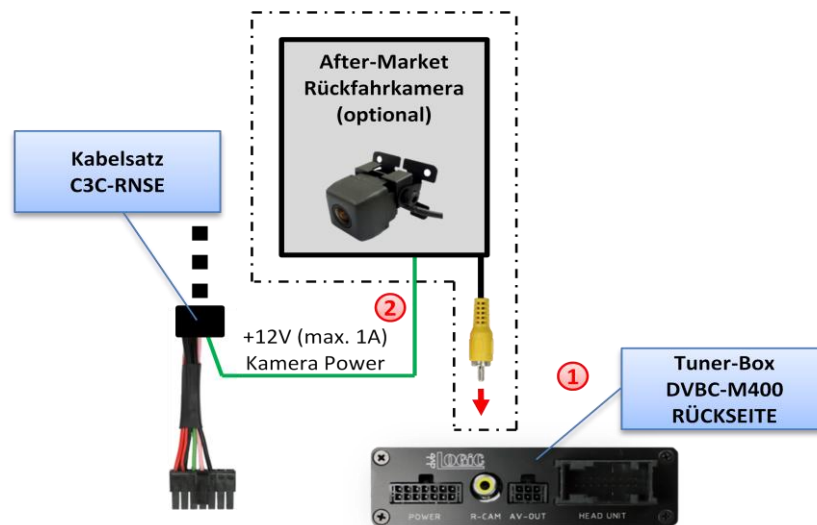 After-Market
Rückfahrkamera
(optional)
Kabelsatz
C3C-RNSE
2
+12V (max. 1A)
Kamera Power
1
Tuner-Box
DVBC-M400
RÜCKSEITE
dvb LOGiC
POWER
R-CAM
AV-OUT
HEAD UNIT